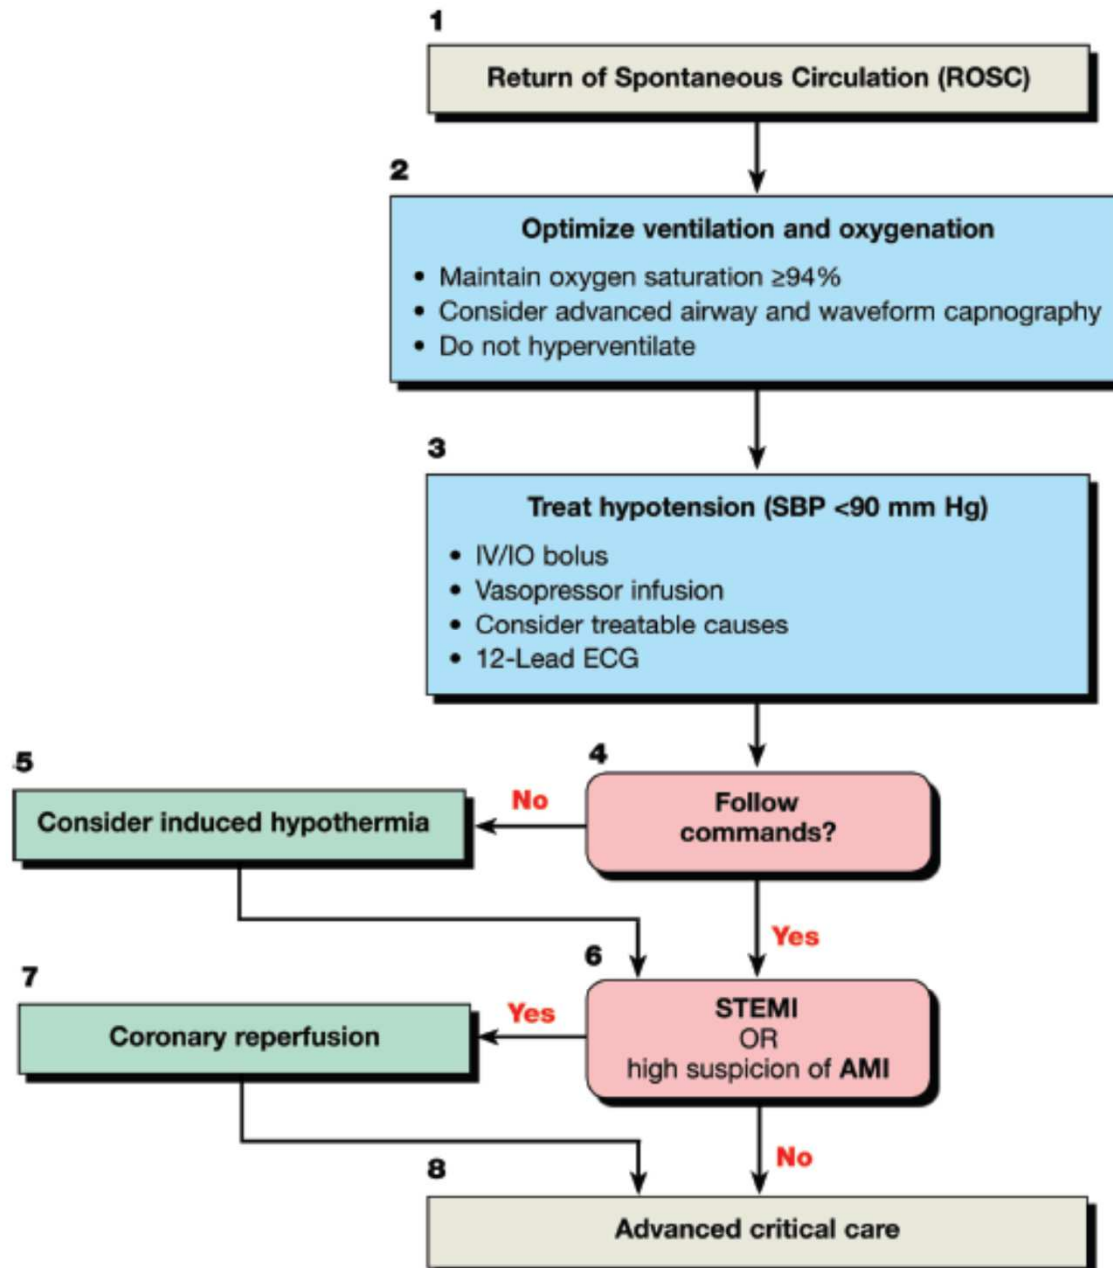 1
Return of Spontaneous Circulation (ROSC)
2
Optimize ventilation and oxygenation
• Maintain oxygen saturation ≥94%
• Consider advanced airway and waveform capnography
• Do not hyperventilate
3
Treat hypotension (SBP <90 mm Hg)
• IV/IO bolus
• Vasopressor infusion
• Consider treatable causes
• 12-Lead ECG
4
Follow
commands?
No
5
Consider induced hypothermia
Yes
6
STEMI
OR
high suspicion of AMI
Yes
7
Coronary reperfusion
No
8
Advanced critical care